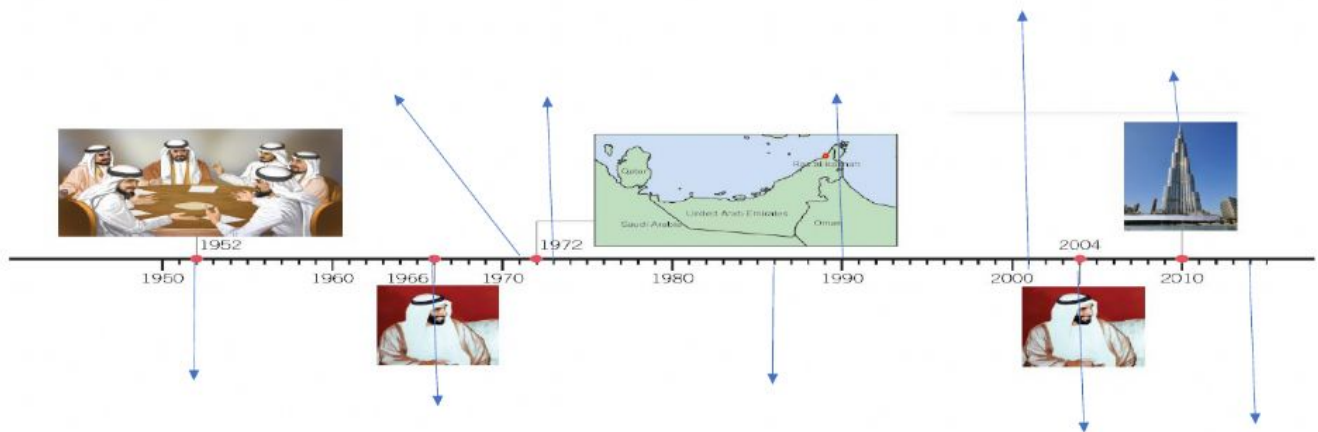 Qatar
Ras al Kaimah
United Arab Emirates
Saudi Arabia
Oman
1952
1972
2004
1950
1960
1966
1970
1980
1990
2000
2010